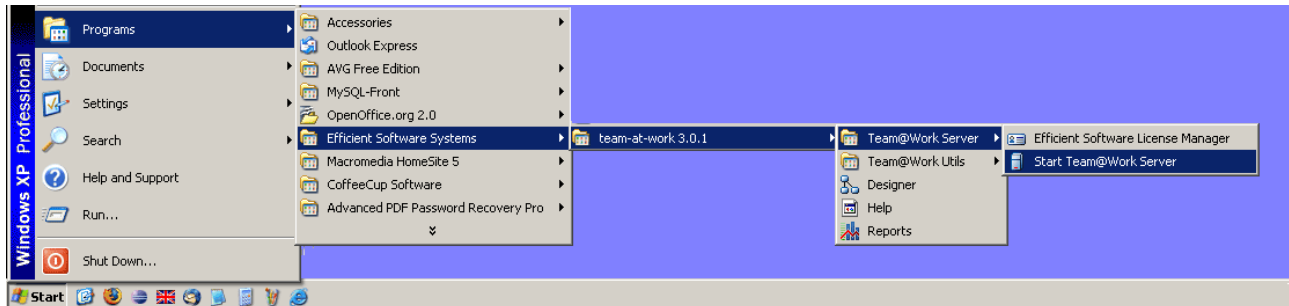 Windows XP Professional
Programs
Documents
Settings
Search
Help and Support
Run...
Shut Down...
Accessories
Outlook Express
AVG Free Edition
MySQL-Front
OpenOffice.org 2.0
Efficient Software Systems
Macromedia HomeSite 5
CoffeeCup Software
Advanced PDF Password Recovery Pro
team-at-work 3.0.1
Team@Work Server
Team@Work Utils
Designer
Help
Reports
Efficient Software License Manager
Start Team@Work Server
Start